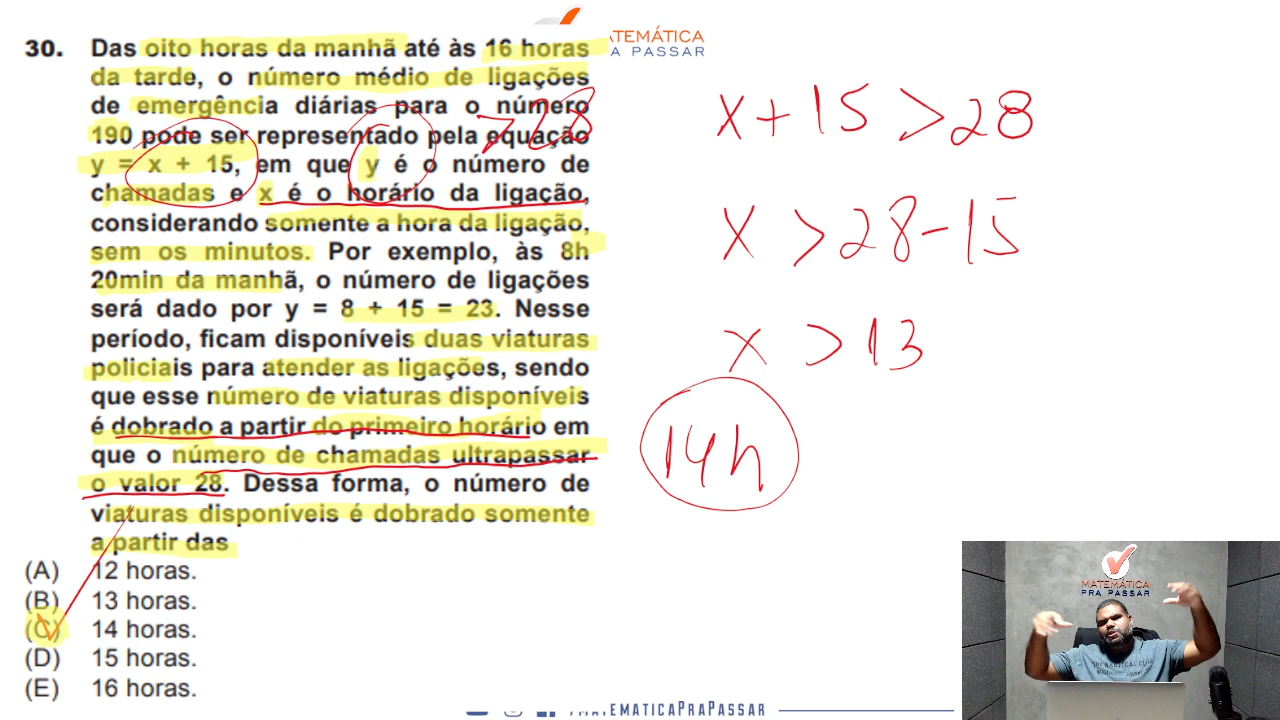 MATEMÁTICA
RA PASSAR
30. Das oito horas da manhã até às 16 horas
da tarde, o número médio de ligações
de emergência diárias para o número
190 pode ser representado pela equação
y = x + 15, em que y é o número de
chamadas e x é o horário da ligação,
considerando somente a hora da ligação,
sem os minutos. Por exemplo, às 8h
20min da manhã, o número de ligações
será dado por y = 8 + 15 = 23. Nesse
período, ficam disponíveis duas viaturas
policiais para atender as ligações, sendo
que esse número de viaturas disponíveis
é dobrado a partir do primeiro horário em
que o número de chamadas ultrapassar
o valor 28. Dessa forma, o número de
viaturas disponíveis é dobrado somente
a partir das
(A) 12 horas.
(B) 13 horas.
(C) 14 horas.
(D) 15 horas.
(E) 16 horas.
> 28
x + 15 > 28
x > 28 - 15
x > 13
14h
MATEMÁTICA
PRA PASSAR
/MATEMATICAPRAPASSAR